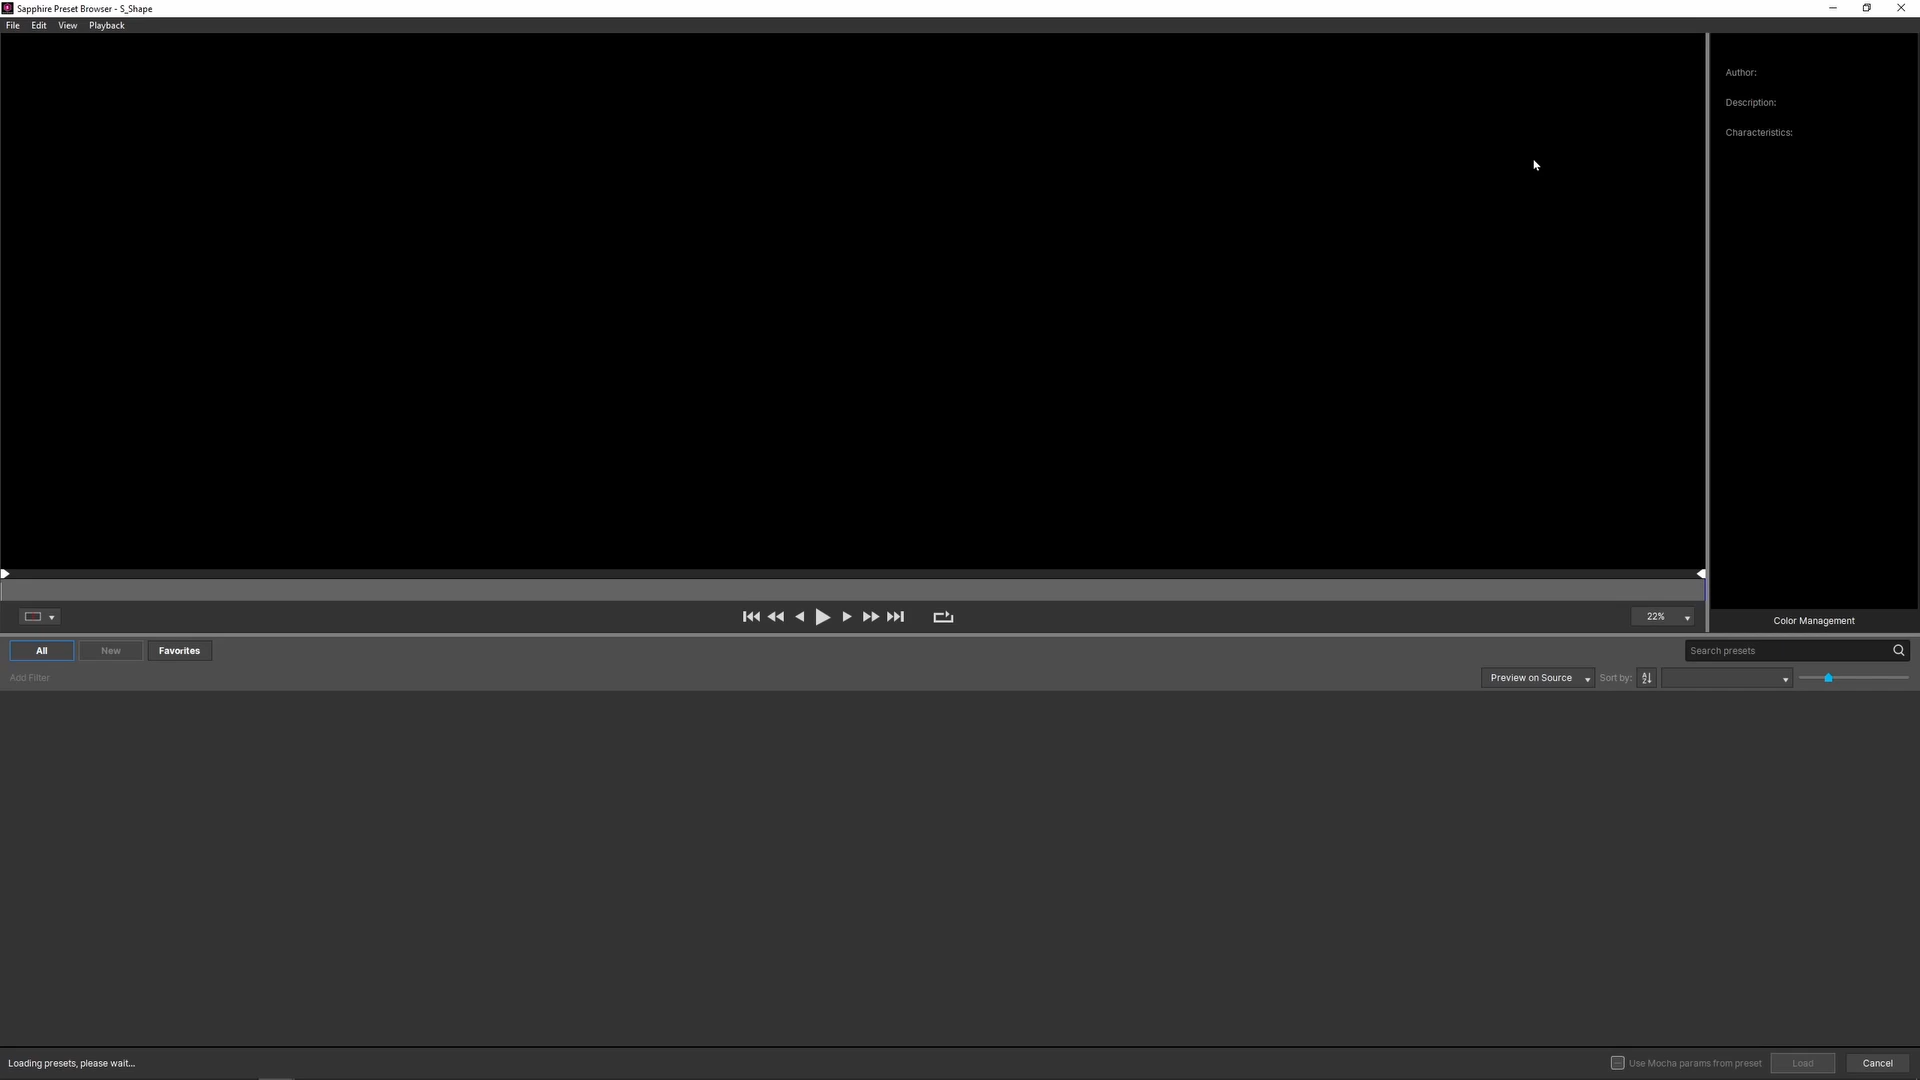 Sapphire Preset Browser - S_Shape
File Edit View Playback
Author:
Description:
Characteristics:
22%
Color Management
All New Favorites
Search presets
Add Filter
Preview on Source
Sort by:
A
Z
Loading presets, please wait...
Use Mocha params from preset
Load
Cancel